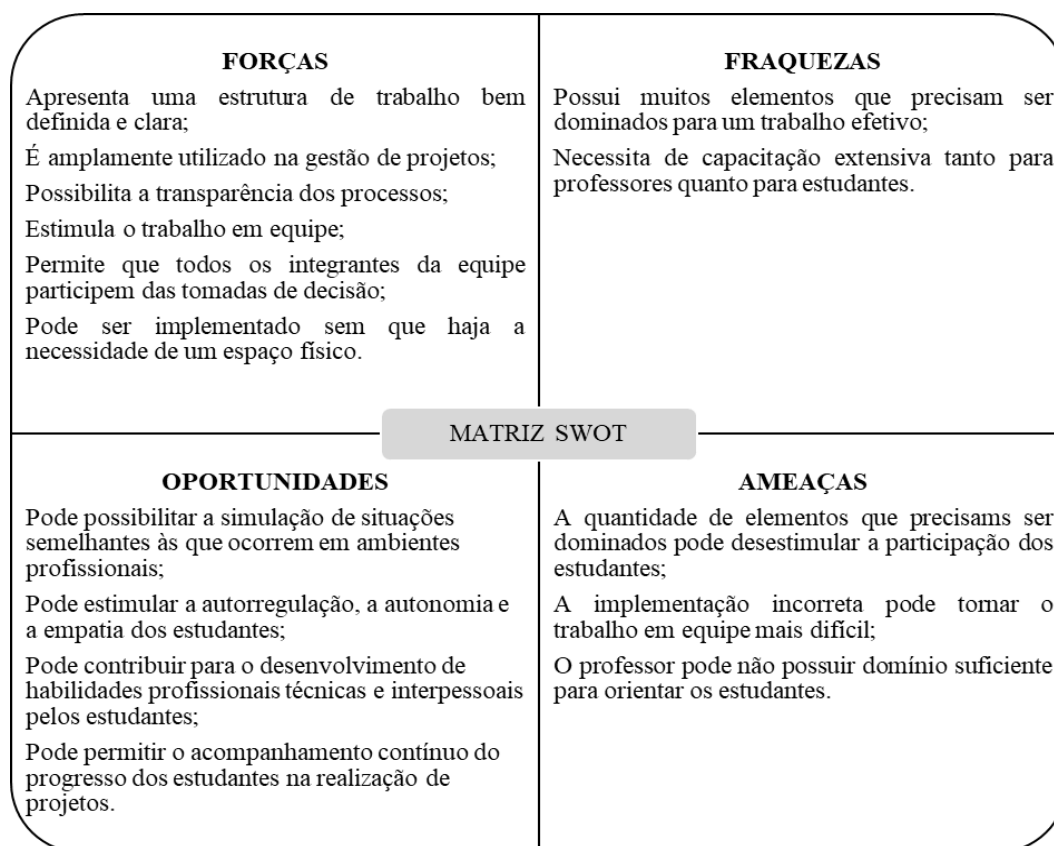 FORÇAS
Apresenta uma estrutura de trabalho bem
definida e clara;
É amplamente utilizado na gestão de projetos;
Possibilita a transparência dos processos;
Estimula o trabalho em equipe;
Permite que todos os integrantes da equipe
participem das tomadas de decisão;
Pode ser implementado sem que haja a
necessidade de um espaço físico.
FRAQUEZAS
Possui muitos elementos que precisam ser
dominados para um trabalho efetivo;
Necessita de capacitação extensiva tanto para
professores quanto para estudantes.
MATRIZ SWOT
OPORTUNIDADES
Pode possibilitar a simulação de situações
semelhantes às que ocorrem em ambientes
profissionais;
Pode estimular a autorregulação, a autonomia e
a empatia dos estudantes;
Pode contribuir para o desenvolvimento de
habilidades profissionais técnicas e interpessoais
pelos estudantes;
Pode permitir o acompanhamento contínuo do
progresso dos estudantes na realização de
projetos.
AMEAÇAS
A quantidade de elementos que precisams ser
dominados pode desestimular a participação dos
estudantes;
A implementação incorreta pode tornar o
trabalho em equipe mais difícil;
O professor pode não possuir domínio suficiente
para orientar os estudantes.